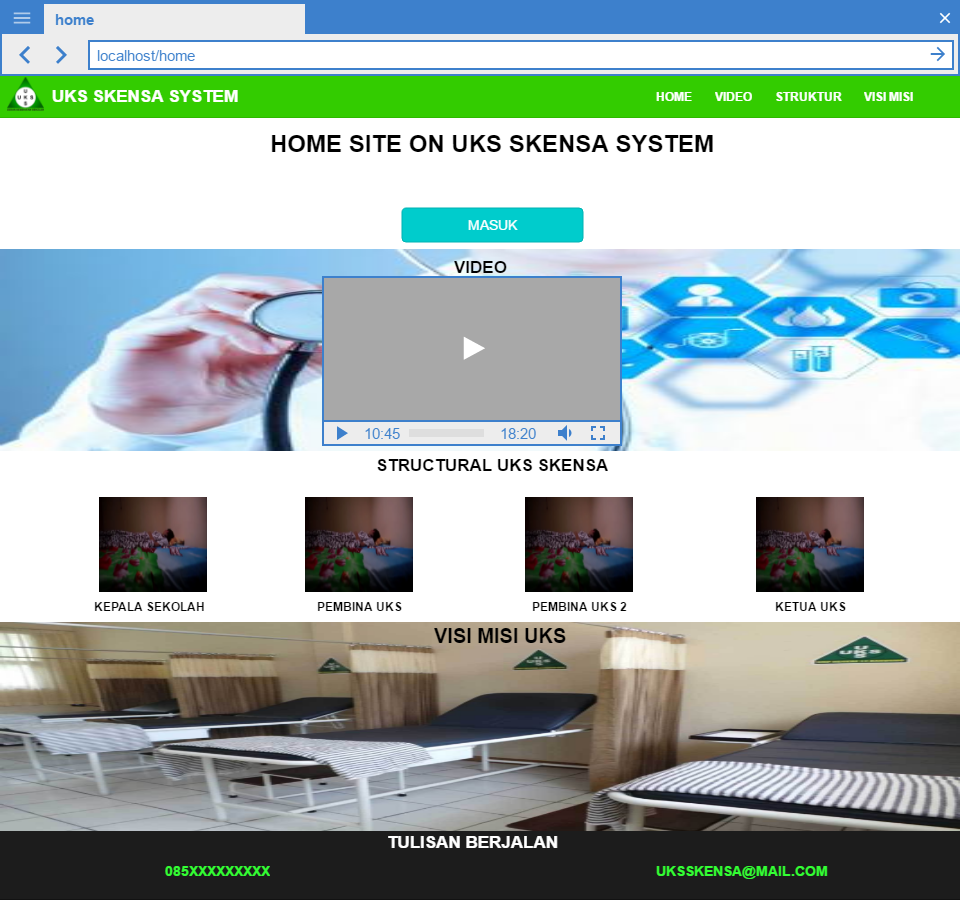 home
localhost/home
UKS
UKS SKENSA SYSTEM
HOME VIDEO STRUKTUR VISI MISI
HOME SITE ON UKS SKENSA SYSTEM
MASUK
VIDEO
10:45 18:20
STRUCTURAL UKS SKENSA
KEPALA SEKOLAH PEMBINA UKS PEMBINA UKS 2 KETUA UKS
VISI MISI UKS
UKS
UKS
UKS
TULISAN BERJALAN
085XXXXXXXXX UKSSKENSA@MAIL.COM